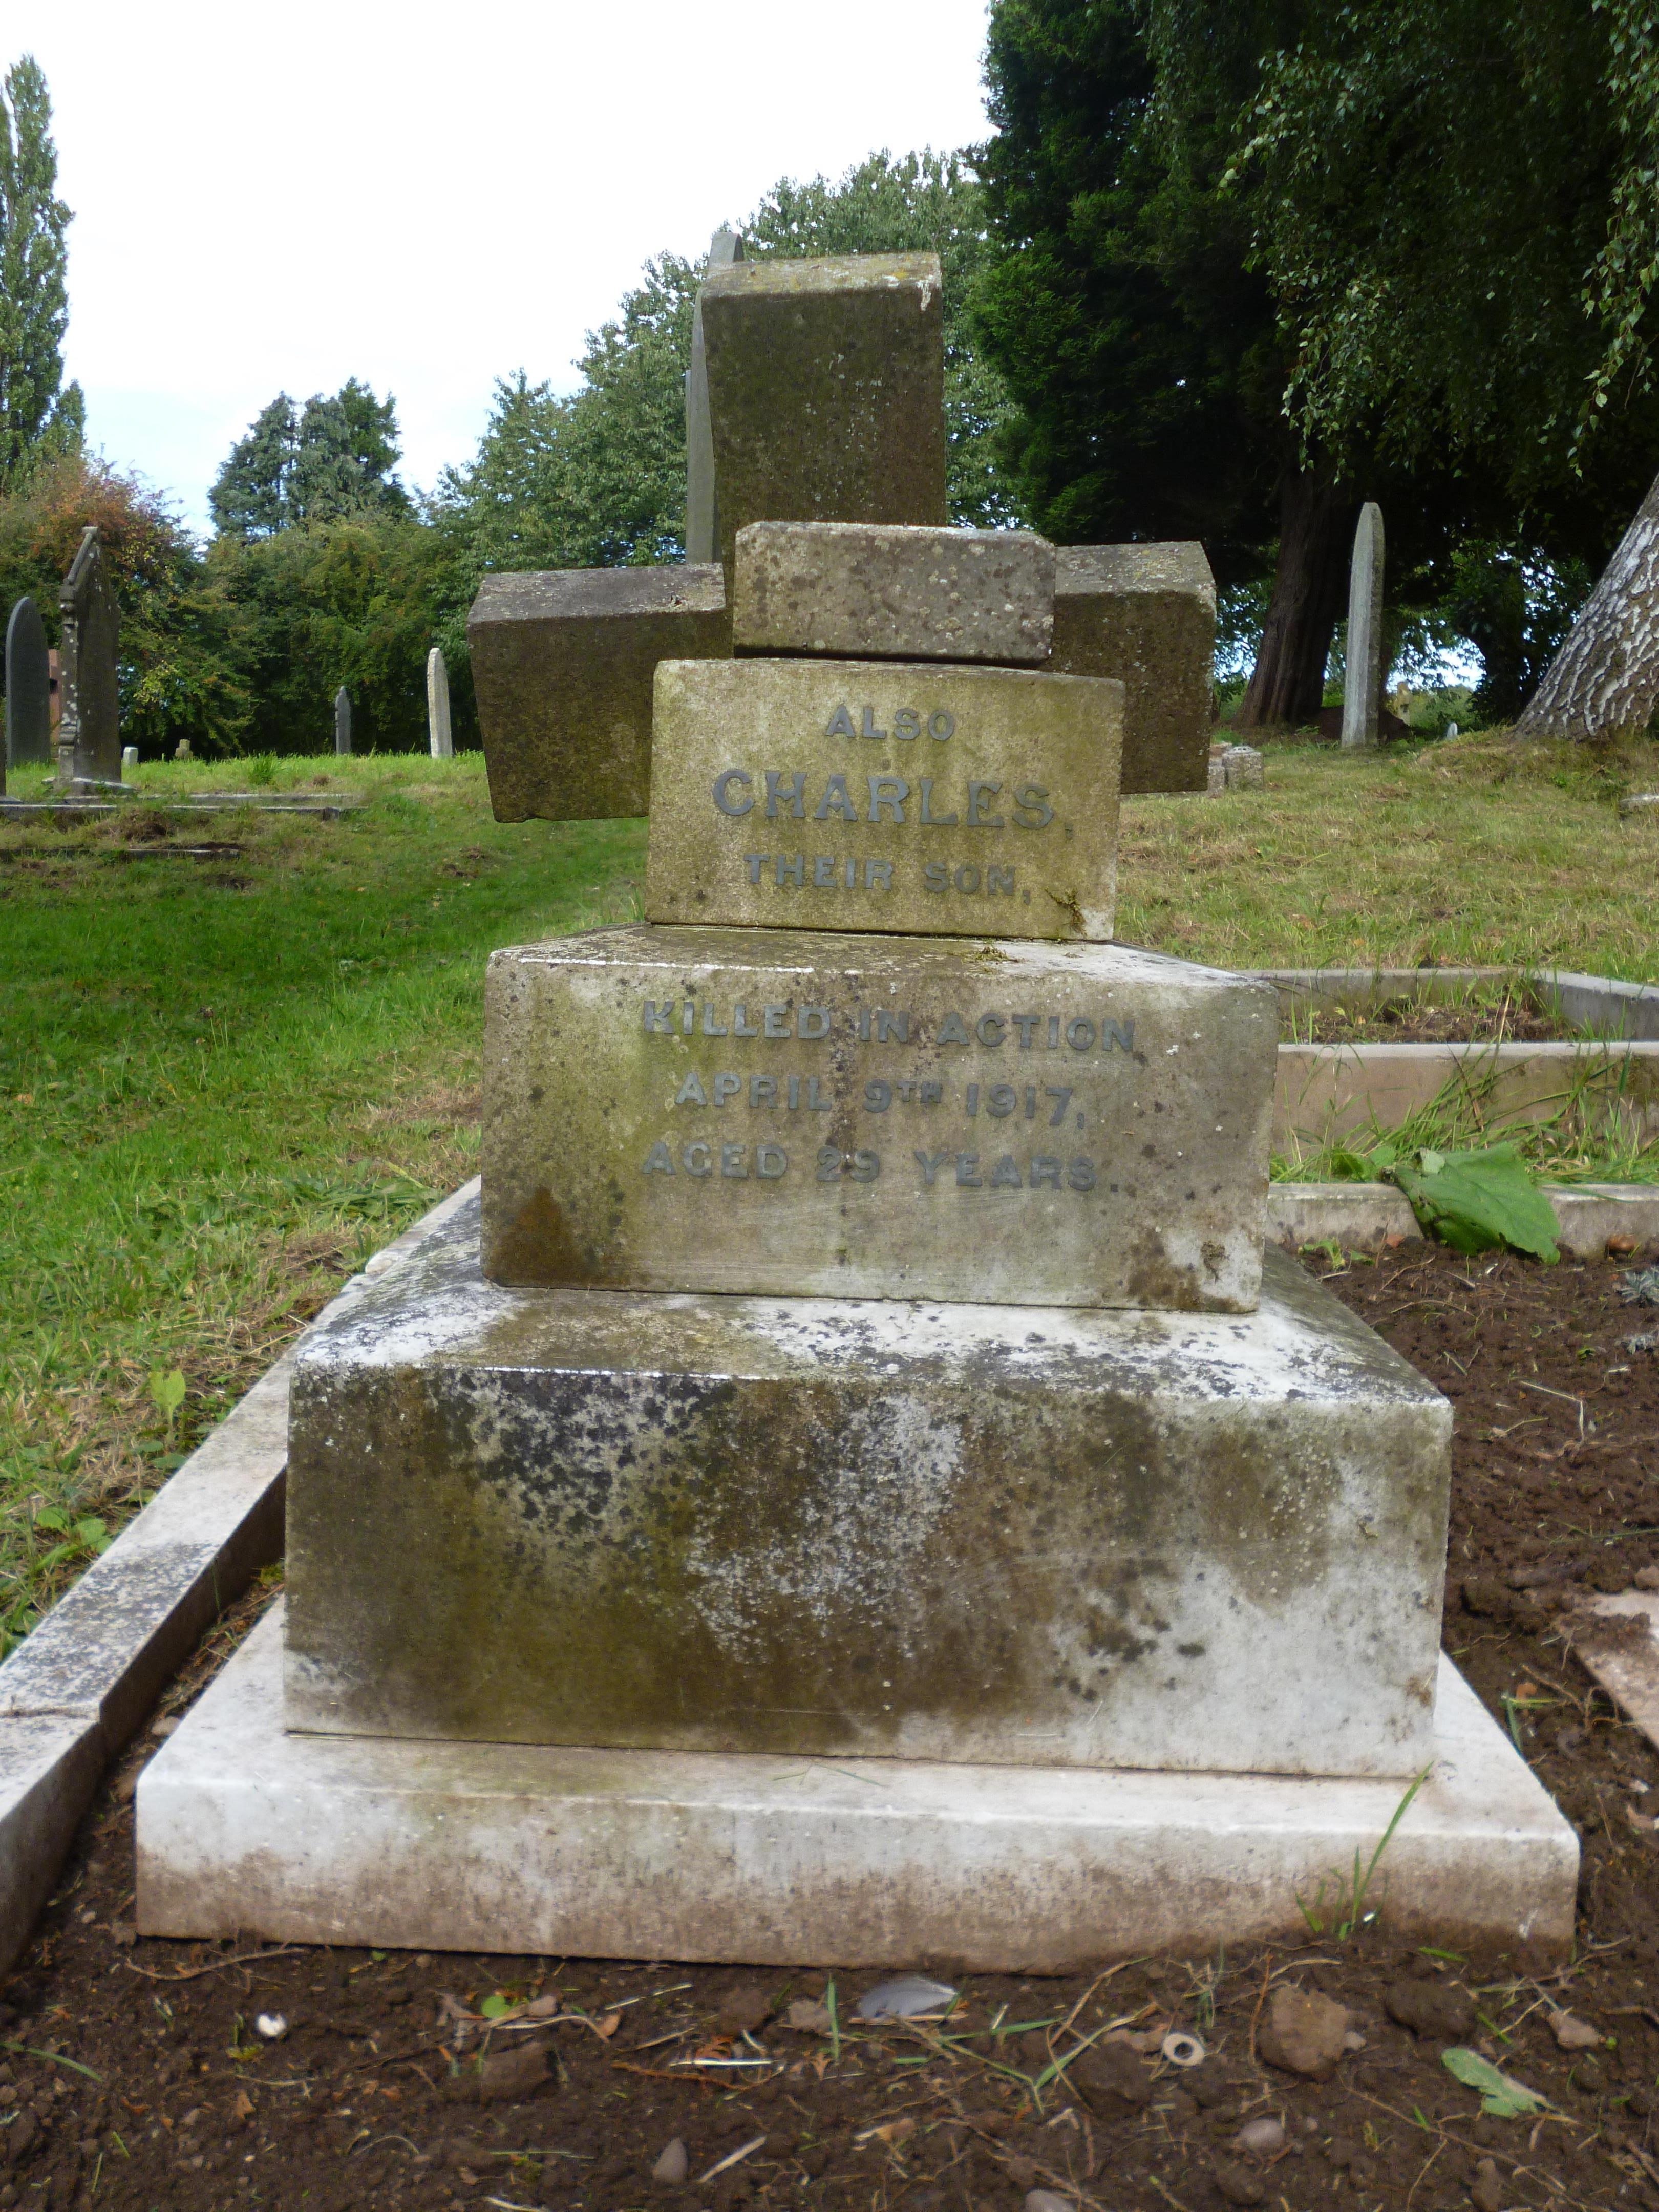 ALSO
CHARLES,
THEIR SON,
KILLED IN ACTION
APRIL 9TH 1917,
AGED 29 YEARS.